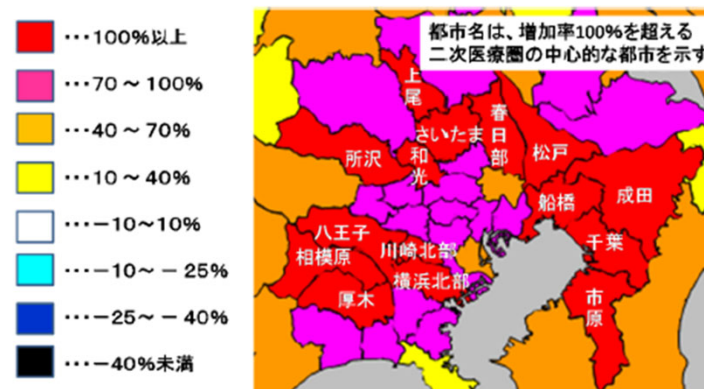 …100%以上
…70～100%
…40～70%
…10～40%
…－10～10%
…－10～－25%
…－25～－40%
…－40%未満
都市名は、増加率100%を超える
二次医療圏の中心的な都市を示す
上尾
春日部
さいたま
和光
所沢
松戸
成田
船橋
千葉
八王子
川崎北部
相模原
横浜北部
厚木
市原